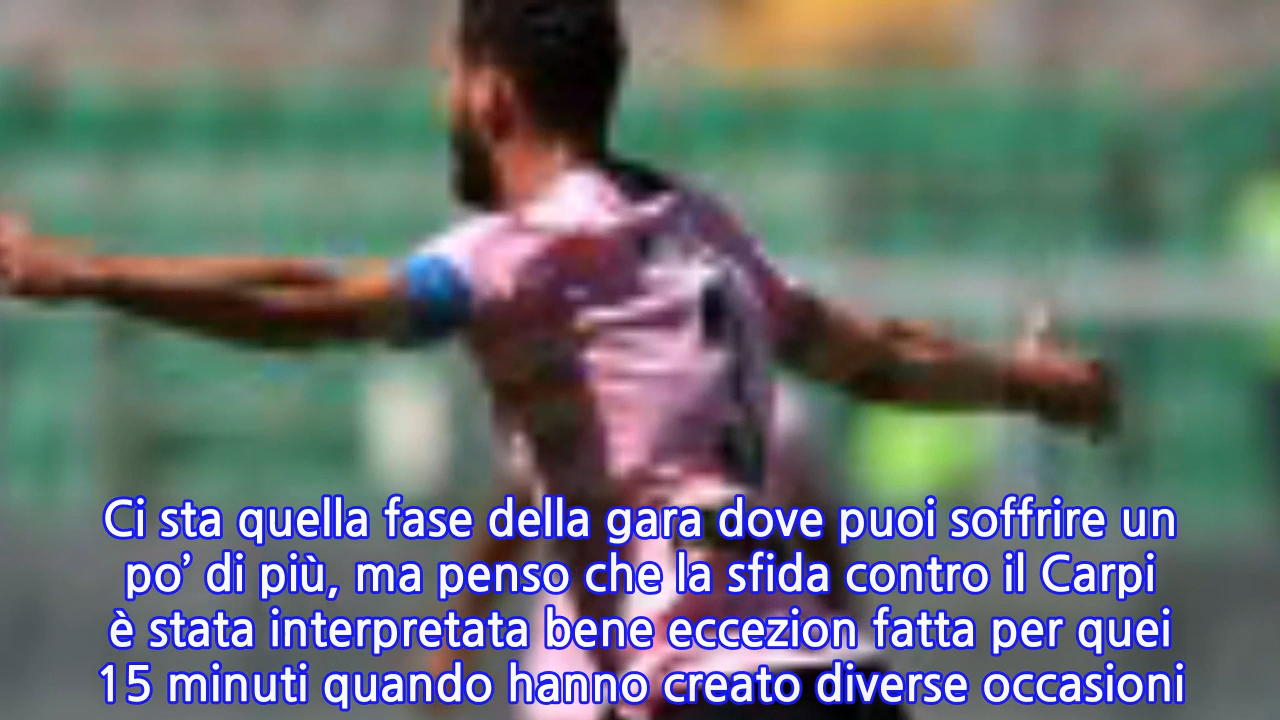 Ci sta quella fase della gara dove puoi soffrire un
po’ di più, ma penso che la sfida contro il Carpi
è stata interpretata bene eccezion fatta per quei
15 minuti quando hanno creato diverse occasioni